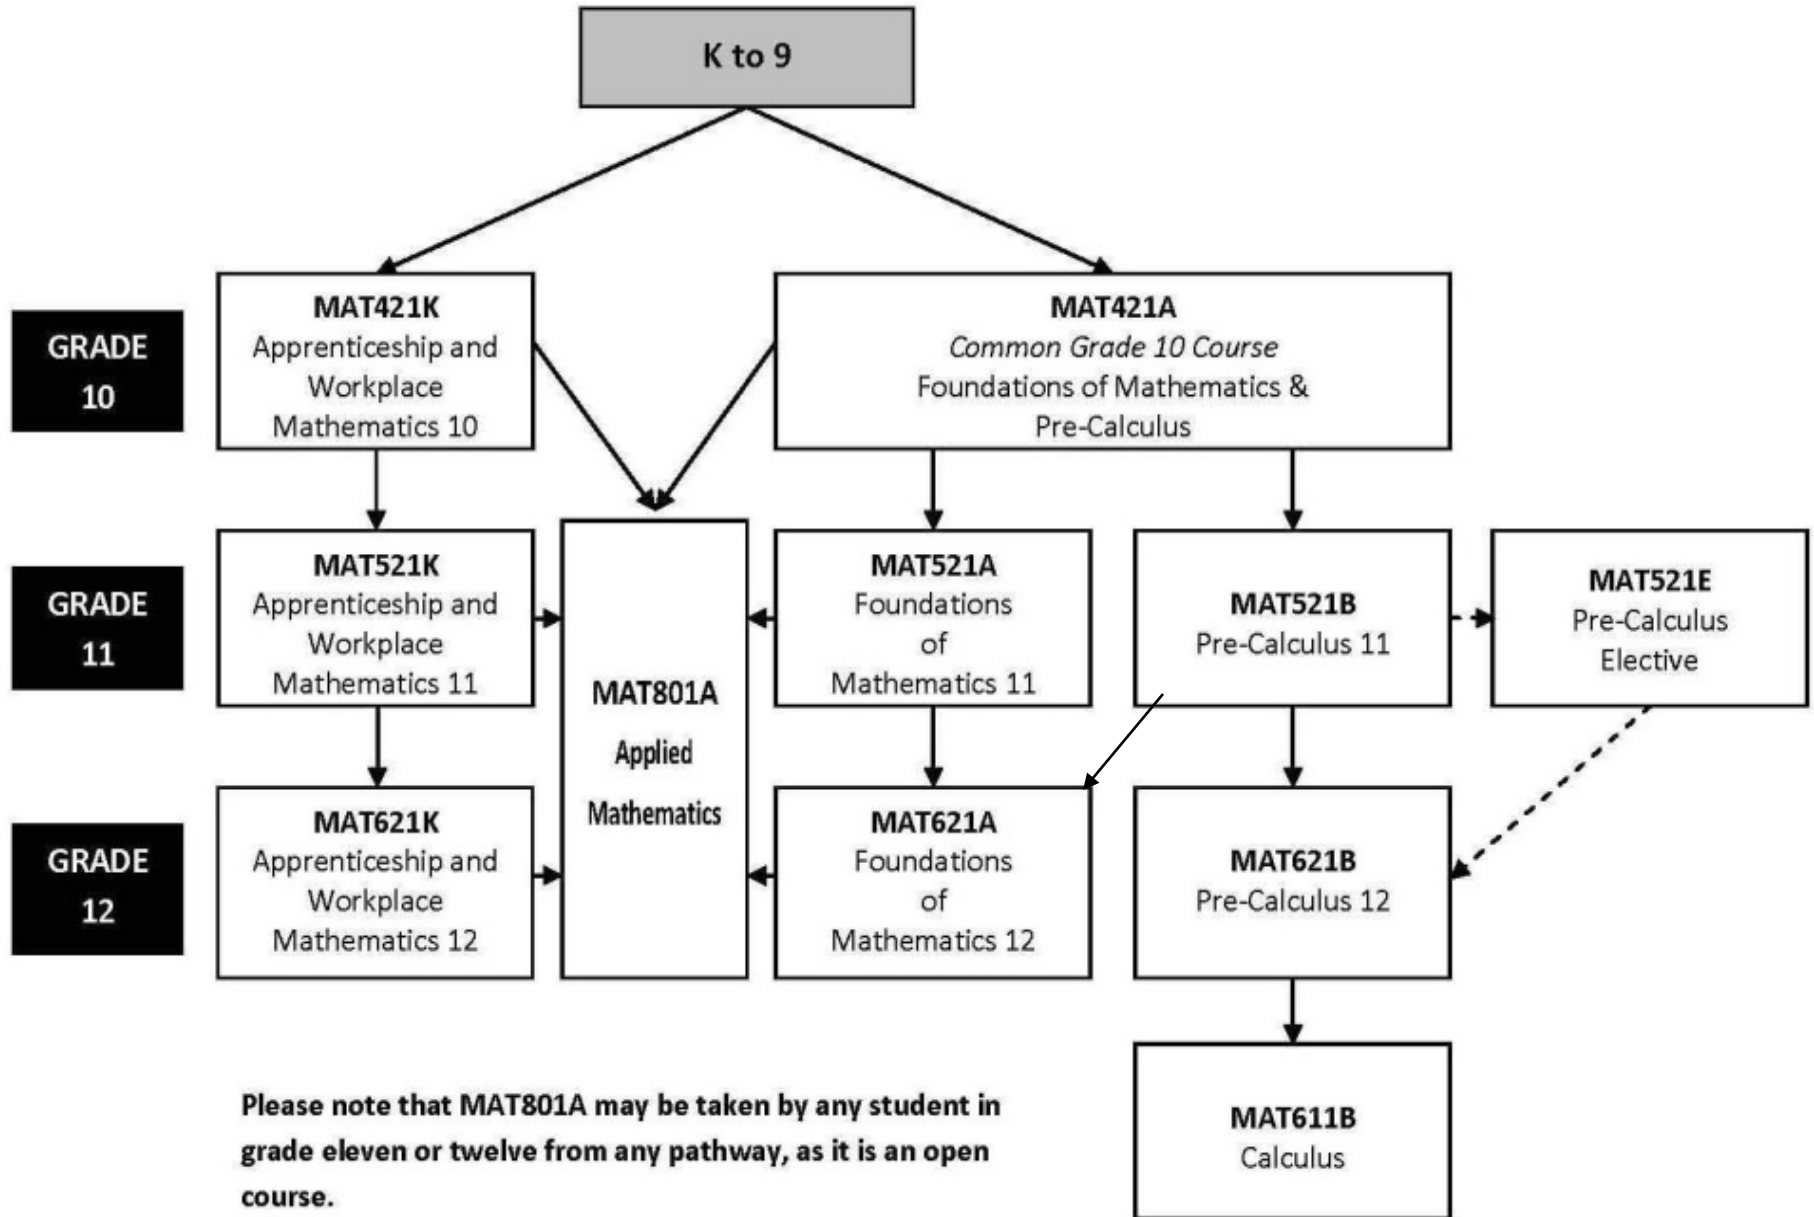 K to 9
GRADE
10
MAT421K
Apprenticeship and
Workplace
Mathematics 10
MAT421A
Common Grade 10 Course
Foundations of Mathematics &
Pre-Calculus
GRADE
11
MAT521K
Apprenticeship and
Workplace
Mathematics 11
MAT801A
Applied
Mathematics
MAT521A
Foundations
of
Mathematics 11
MAT521B
Pre-Calculus 11
MAT521E
Pre-Calculus
Elective
GRADE
12
MAT621K
Apprenticeship and
Workplace
Mathematics 12
MAT621A
Foundations
of
Mathematics 12
MAT621B
Pre-Calculus 12
MAT611B
Calculus
Please note that MAT801A may be taken by any student in
grade eleven or twelve from any pathway, as it is an open
course.